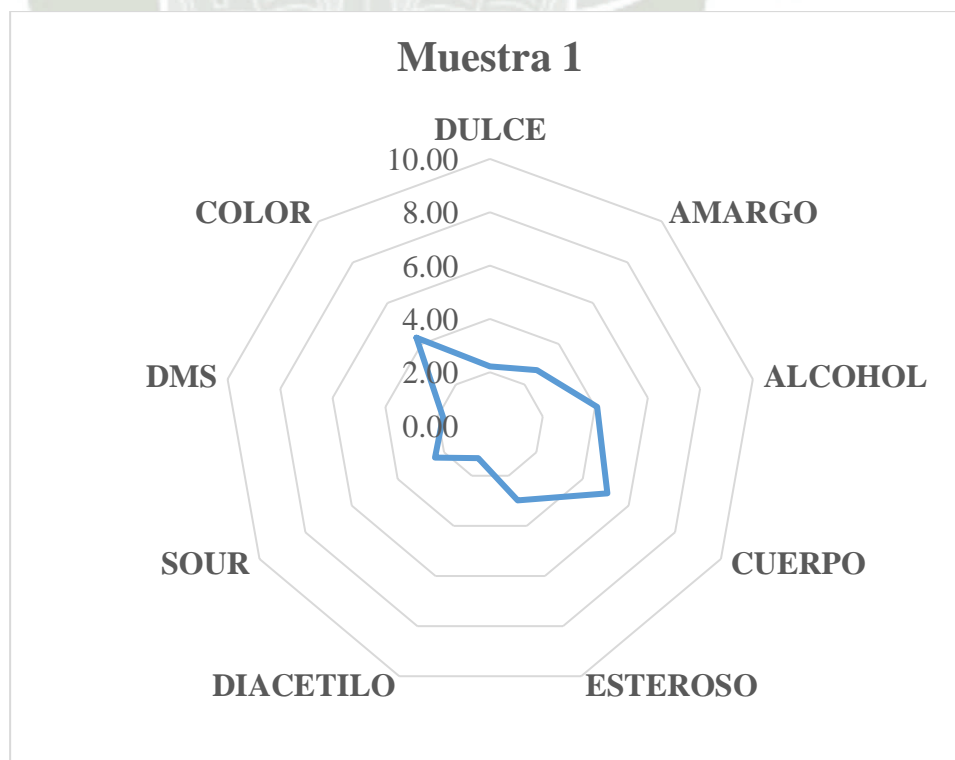 Muestra 1
DULCE
10.00
COLOR
8.00
AMARGO
6.00
4.00
DMS
2.00
ALCOHOL
0.00
SOUR
CUERPO
DIACETILO
ESTEROSO